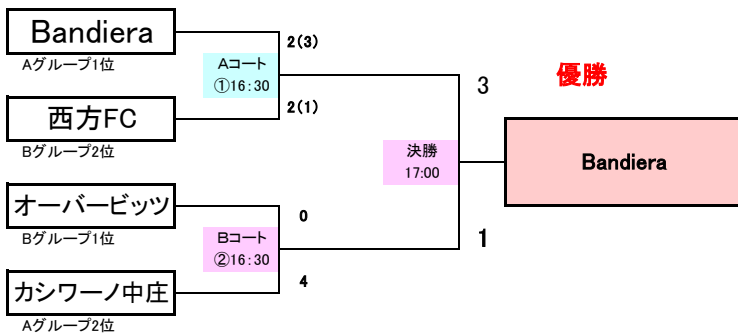 Bandiera
Aグループ1位
2(3)
Aコート
①16：30
2(1)
西方FC
Bグループ2位
3
優勝
決勝
17:00
Bandiera
オーバービッツ
Bグループ1位
0
Bコート
②16：30
1
4
カシワーノ中庄
Aグループ2位